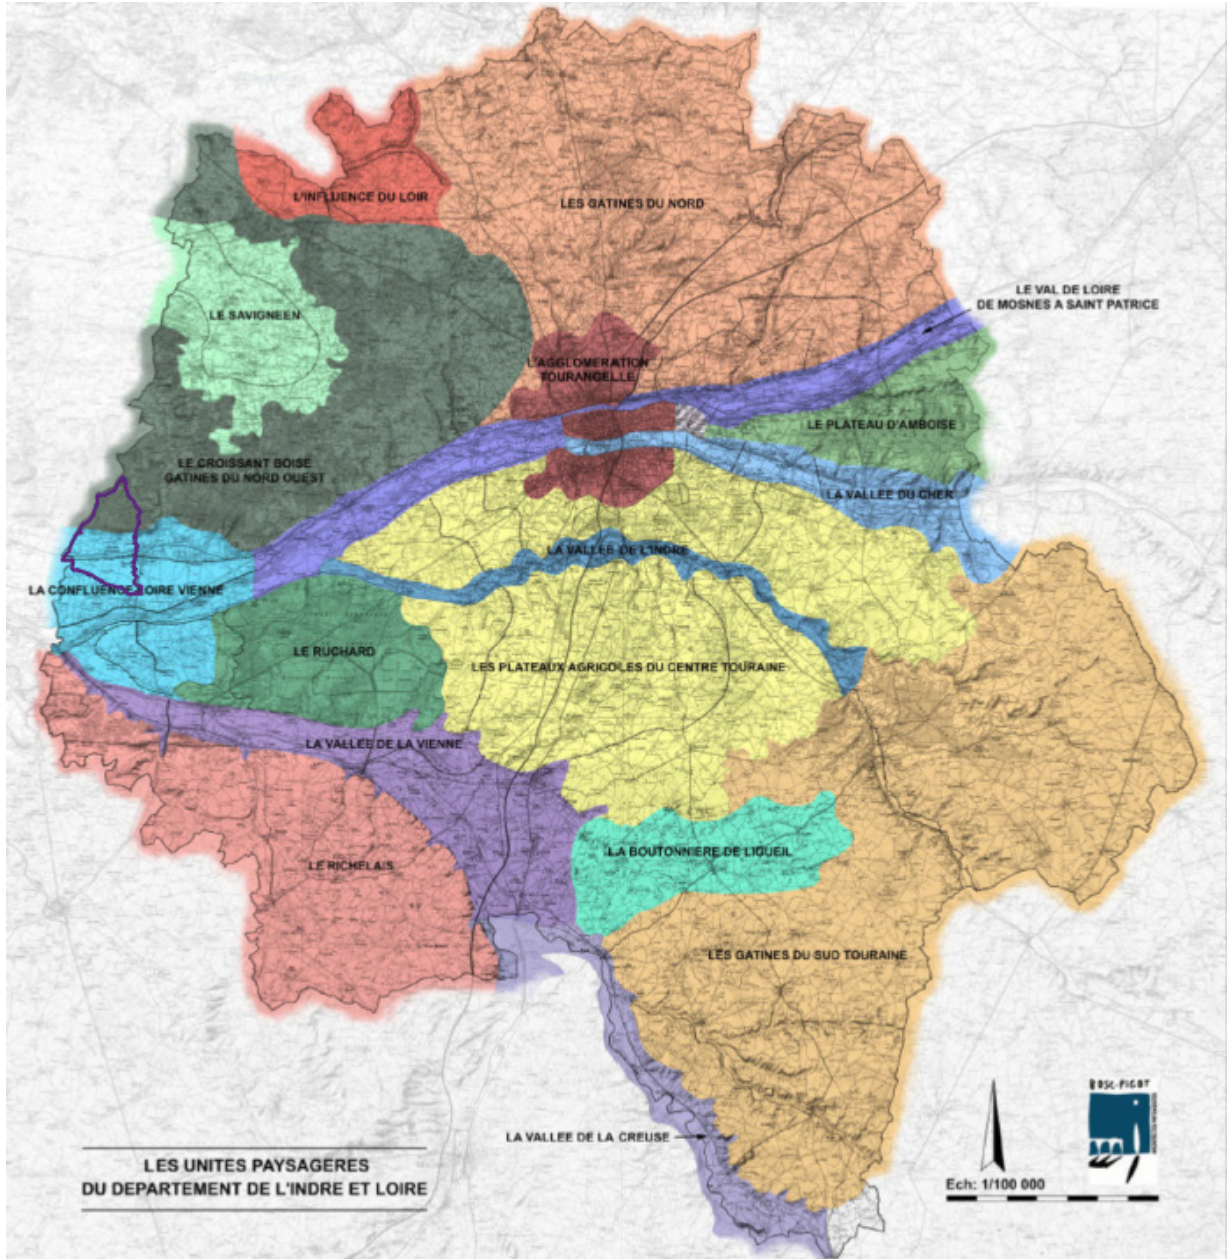 L'INFLUENCE DU LOIR
LES GATINES DU NORD
LE VAL DE LOIRE
DE MOSNES A SAINT PATRICE
LE SAVIGNEEN
L'AGGLOMERATION
TOURANGELLE
LE PLATEAU D'AMBOISE
LE CROISSANT BOISE
GATINES DU NORD OUEST
LA VALLEE DU CHER
LA VALLEE DE L'INDRE
LA CONFLUENCE LOIRE VIENNE
LE RUCHARD
LES PLATEAUX AGRICOLES DU CENTRE TOURAINE
LA VALLEE DE LA VIENNE
LA BOUTONNIERE DE LIGUEIL
LE RICHELAIS
LES GATINES DU SUD TOURAINE
LA VALLEE DE LA CREUSE
BOSC-PIGOT
LES UNITES PAYSAGERES
DU DEPARTEMENT DE L'INDRE ET LOIRE
Ech: 1/100 000